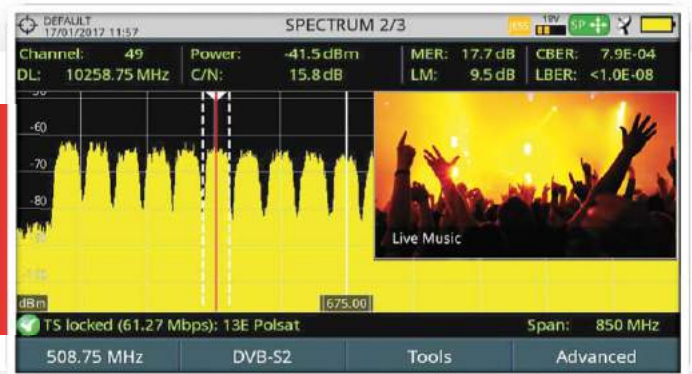 DEFAULT
17/01/2017 11:57
SPECTRUM 2/3
JESS 18V SP
Channel: 49 Power: -41.5 dBm MER: 17.7 dB CBER: 7.9E-04
DL: 10258.75 MHz C/N: 15.8 dB LM: 9.5 dB LBER: <1.0E-08
-60
-70
-80
Live Music
dBm 675.00
TS locked (61.27 Mbps): 13E Polsat Span: 850 MHz
508.75 MHz DVB-S2 Tools Advanced